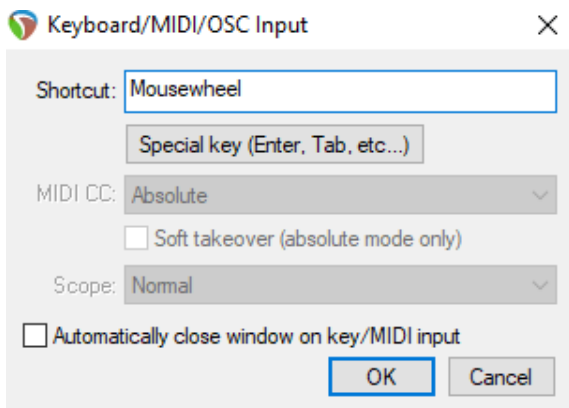 Keyboard/MIDI/OSC Input
Shortcut: Mousewheel
Special key (Enter, Tab, etc...)
MIDI CC: Absolute
Soft takeover (absolute mode only)
Scope: Normal
Automatically close window on key/MIDI input
OK Cancel